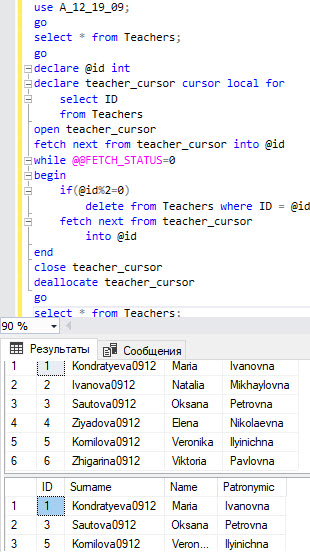 use A_12_19_09;
go
select * from Teachers;
go
declare @id int
declare teacher_cursor cursor local for
select ID
from Teachers
open teacher_cursor
fetch next from teacher_cursor into @id
while @@FETCH_STATUS=0
begin
if(@id%2=0)
delete from Teachers where ID = @id
fetch next from teacher_cursor
into @id
end
close teacher_cursor
deallocate teacher_cursor
go
select * from Teachers;
90 %
Результаты Сообщения
1 1 Kondratyeva0912 Maria Ivanovna
2 2 Ivanova0912 Natalia Mikhaylovna
3 3 Sautova0912 Oksana Petrovna
4 4 Ziyadova0912 Elena Nikolaevna
5 5 Kornilova0912 Veronika Ilyinichna
6 6 Zhigarina0912 Viktoria Pavlovna
ID Surname Name Patronymic
1 1 Kondratyeva0912 Maria Ivanovna
2 3 Sautova0912 Oksana Petrovna
3 5 Kornilova0912 Veron... Ilyinichna